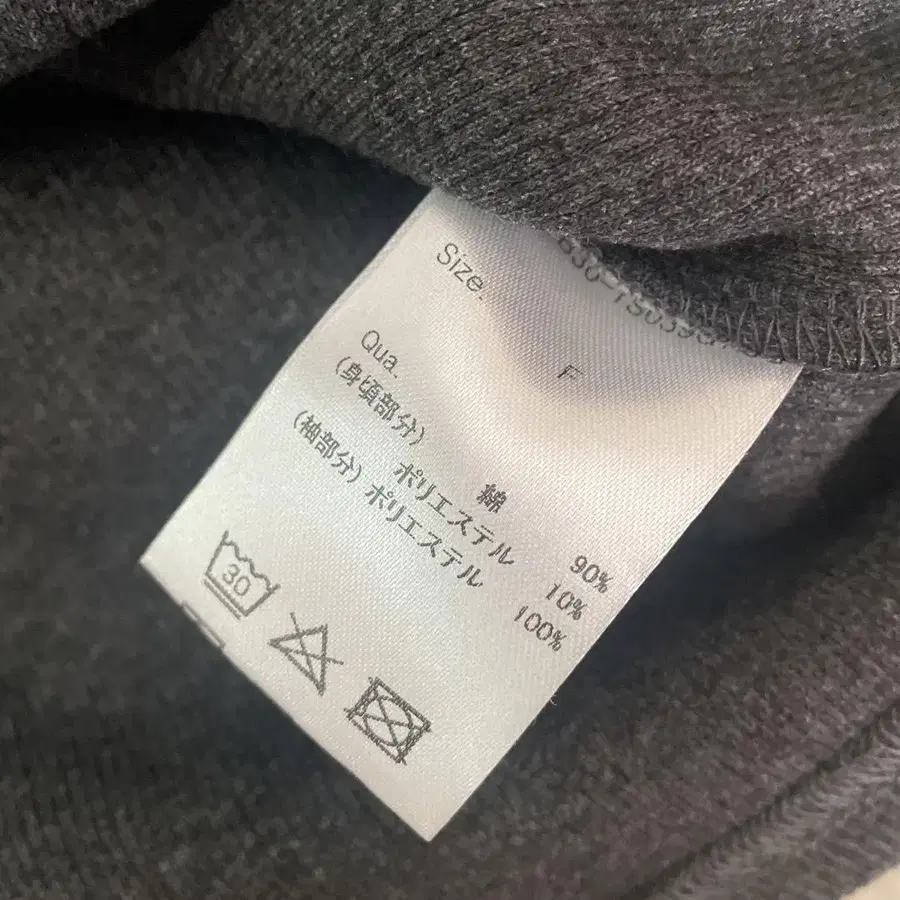 Size.
F
Qua.
(身頃部分)
綿 90%
ポリエステル 10%
(袖部分) ポリエステル 100%
30